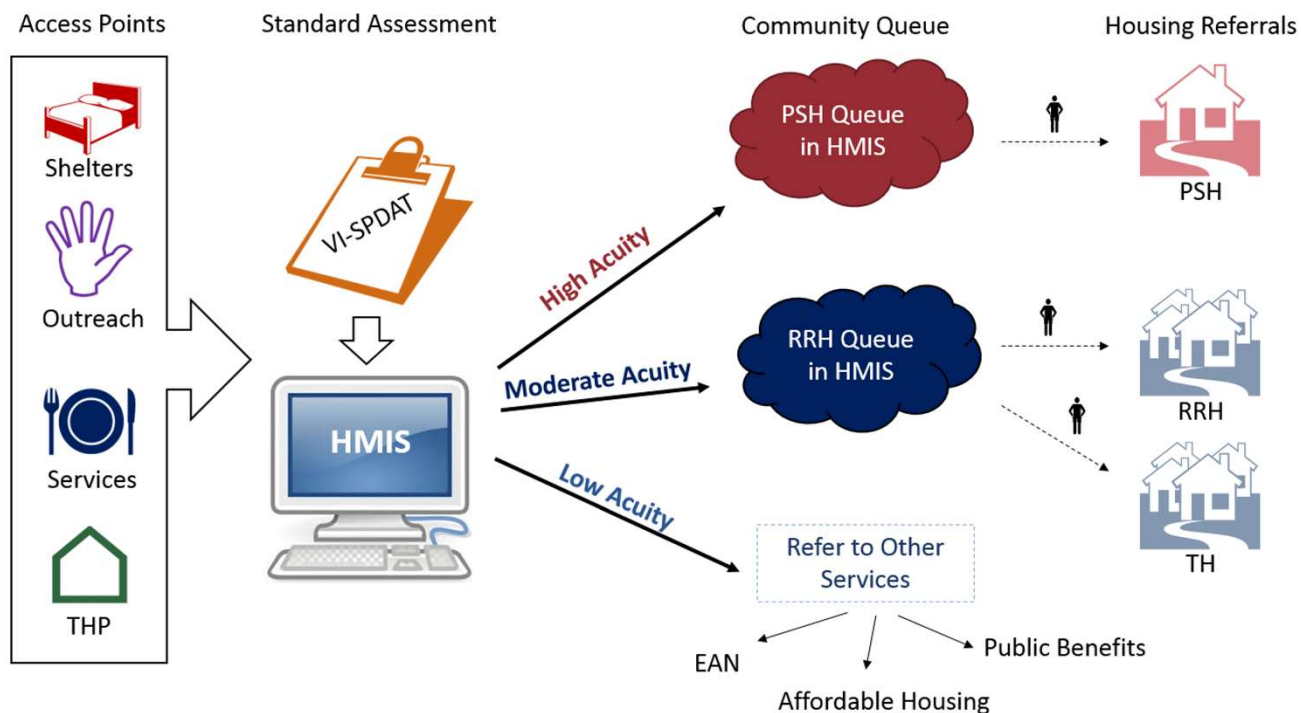 Access Points
Standard Assessment
Community Queue
Housing Referrals
Shelters
Outreach
Services
THP
VI-SPDAT
HMIS
High Acuity
Moderate Acuity
Low Acuity
PSH Queue
in HMIS
RRH Queue
in HMIS
Refer to Other
Services
EAN
Affordable Housing
Public Benefits
PSH
RRH
TH